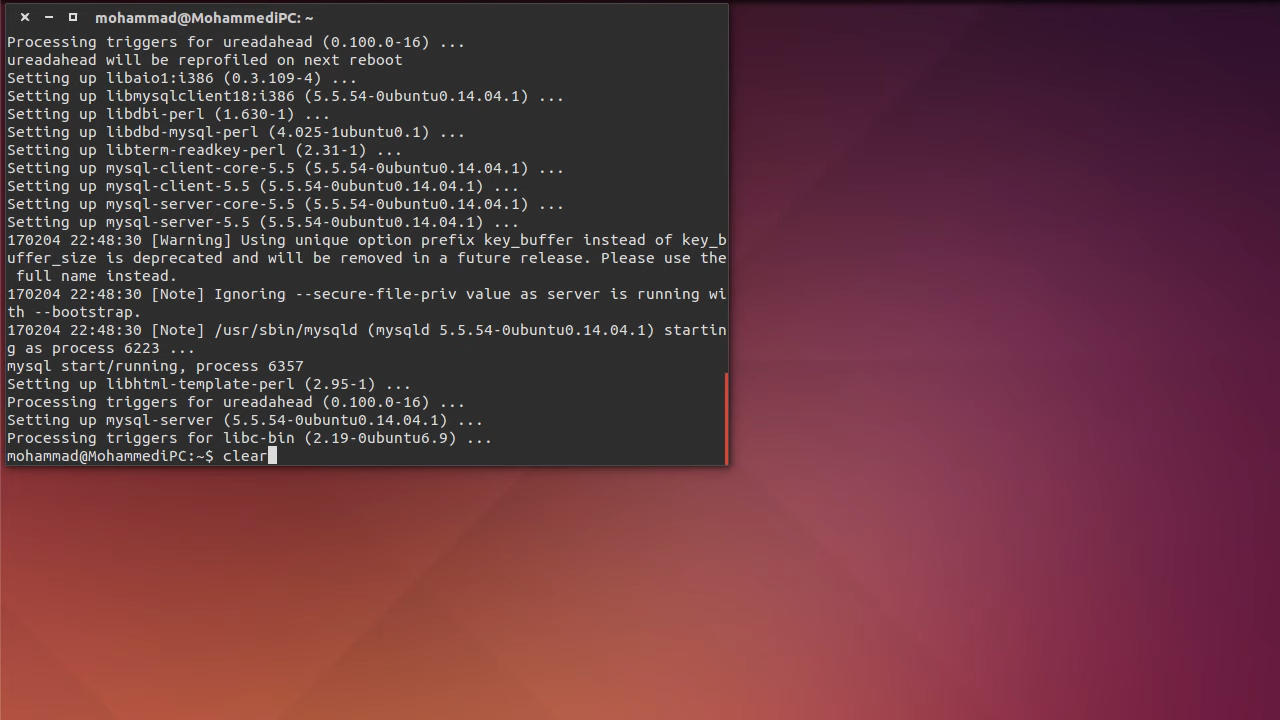 mohammad@MohammediPC: ~
Processing triggers for ureadahead (0.100.0-16) ...
ureadahead will be reprofiled on next reboot
Setting up libaio1:i386 (0.3.109-4) ...
Setting up libmysqlclient18:i386 (5.5.54-0ubuntu0.14.04.1) ...
Setting up libdbi-perl (1.630-1) ...
Setting up libdbd-mysql-perl (4.025-1ubuntu0.1) ...
Setting up libterm-readkey-perl (2.31-1) ...
Setting up mysql-client-core-5.5 (5.5.54-0ubuntu0.14.04.1) ...
Setting up mysql-client-5.5 (5.5.54-0ubuntu0.14.04.1) ...
Setting up mysql-server-core-5.5 (5.5.54-0ubuntu0.14.04.1) ...
Setting up mysql-server-5.5 (5.5.54-0ubuntu0.14.04.1) ...
170204 22:48:30 [Warning] Using unique option prefix key_buffer instead of key_b
uffer_size is deprecated and will be removed in a future release. Please use the
 full name instead.
170204 22:48:30 [Note] Ignoring --secure-file-priv value as server is running wi
th --bootstrap.
170204 22:48:30 [Note] /usr/sbin/mysqld (mysqld 5.5.54-0ubuntu0.14.04.1) startin
g as process 6223 ...
mysql start/running, process 6357
Setting up libhtml-template-perl (2.95-1) ...
Processing triggers for ureadahead (0.100.0-16) ...
Setting up mysql-server (5.5.54-0ubuntu0.14.04.1) ...
Processing triggers for libc-bin (2.19-0ubuntu6.9) ...
mohammad@MohammediPC:~$ clear